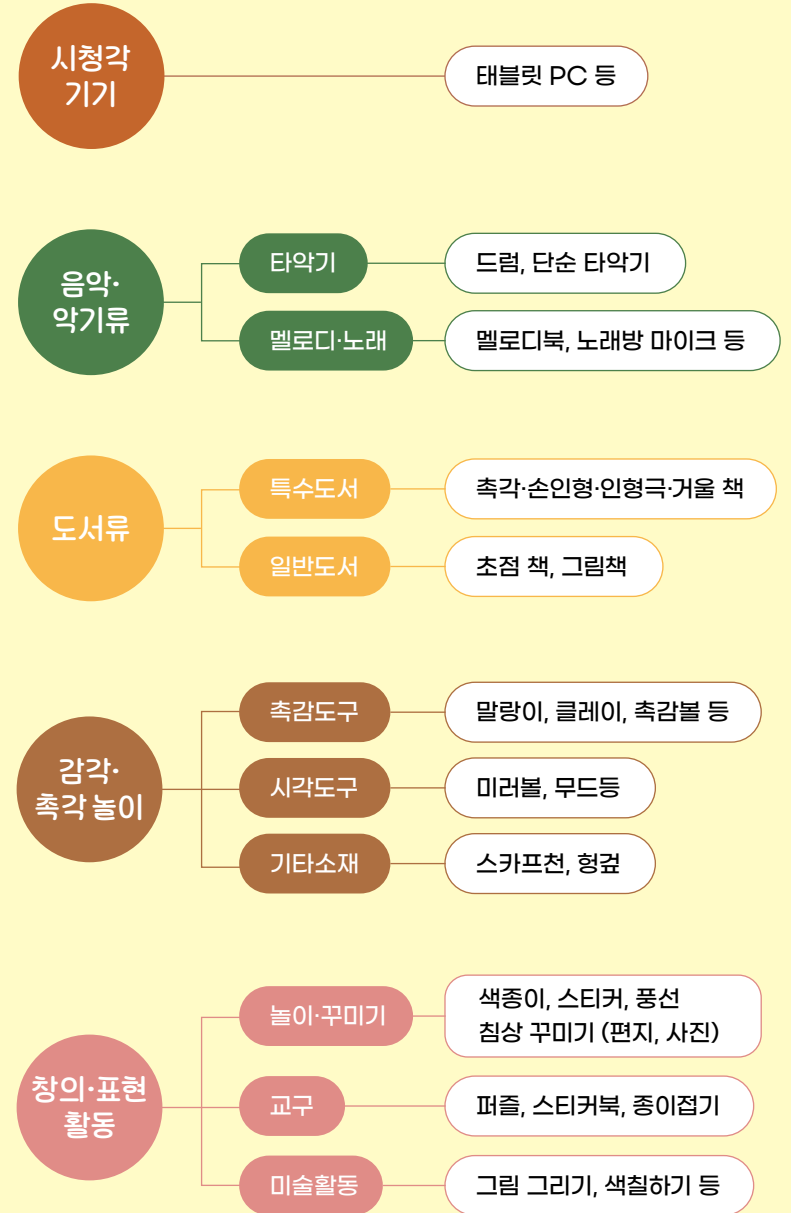 시청각
기기
태블릿 PC 등
음악·
악기류
타악기
드럼, 단순 타악기
멜로디·노래
멜로디북, 노래방 마이크 등
도서류
특수도서
촉각·손인형·인형극·거울 책
일반도서
초점 책, 그림책
감각·
촉각 놀이
촉감도구
말랑이, 클레이, 촉감볼 등
시각도구
미러볼, 무드등
기타소재
스카프천, 헝겊
창의·표현
활동
놀이·꾸미기
색종이, 스티커, 풍선
침상 꾸미기 (편지, 사진)
교구
퍼즐, 스티커북, 종이접기
미술활동
그림 그리기, 색칠하기 등